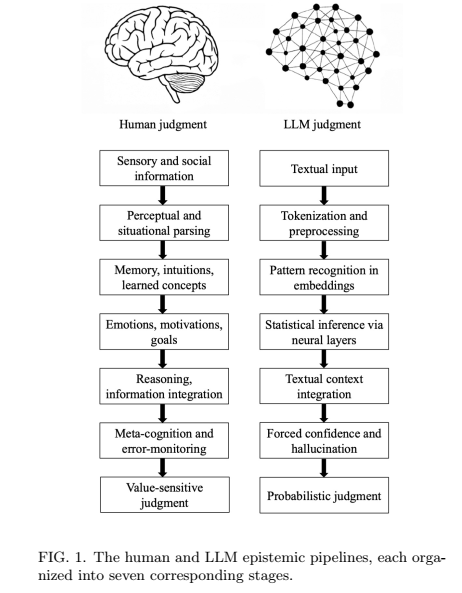 Human judgment
LLM judgment
Sensory and social
information
Textual input
Perceptual and
situational parsing
Tokenization and
preprocessing
Memory, intuitions,
learned concepts
Pattern recognition in
embeddings
Emotions, motivations,
goals
Statistical inference via
neural layers
Reasoning,
information integration
Textual context
integration
Meta-cognition and
error-monitoring
Forced confidence and
hallucination
Value-sensitive
judgment
Probabilistic judgment
FIG. 1. The human and LLM epistemic pipelines, each orga-
nized into seven corresponding stages.